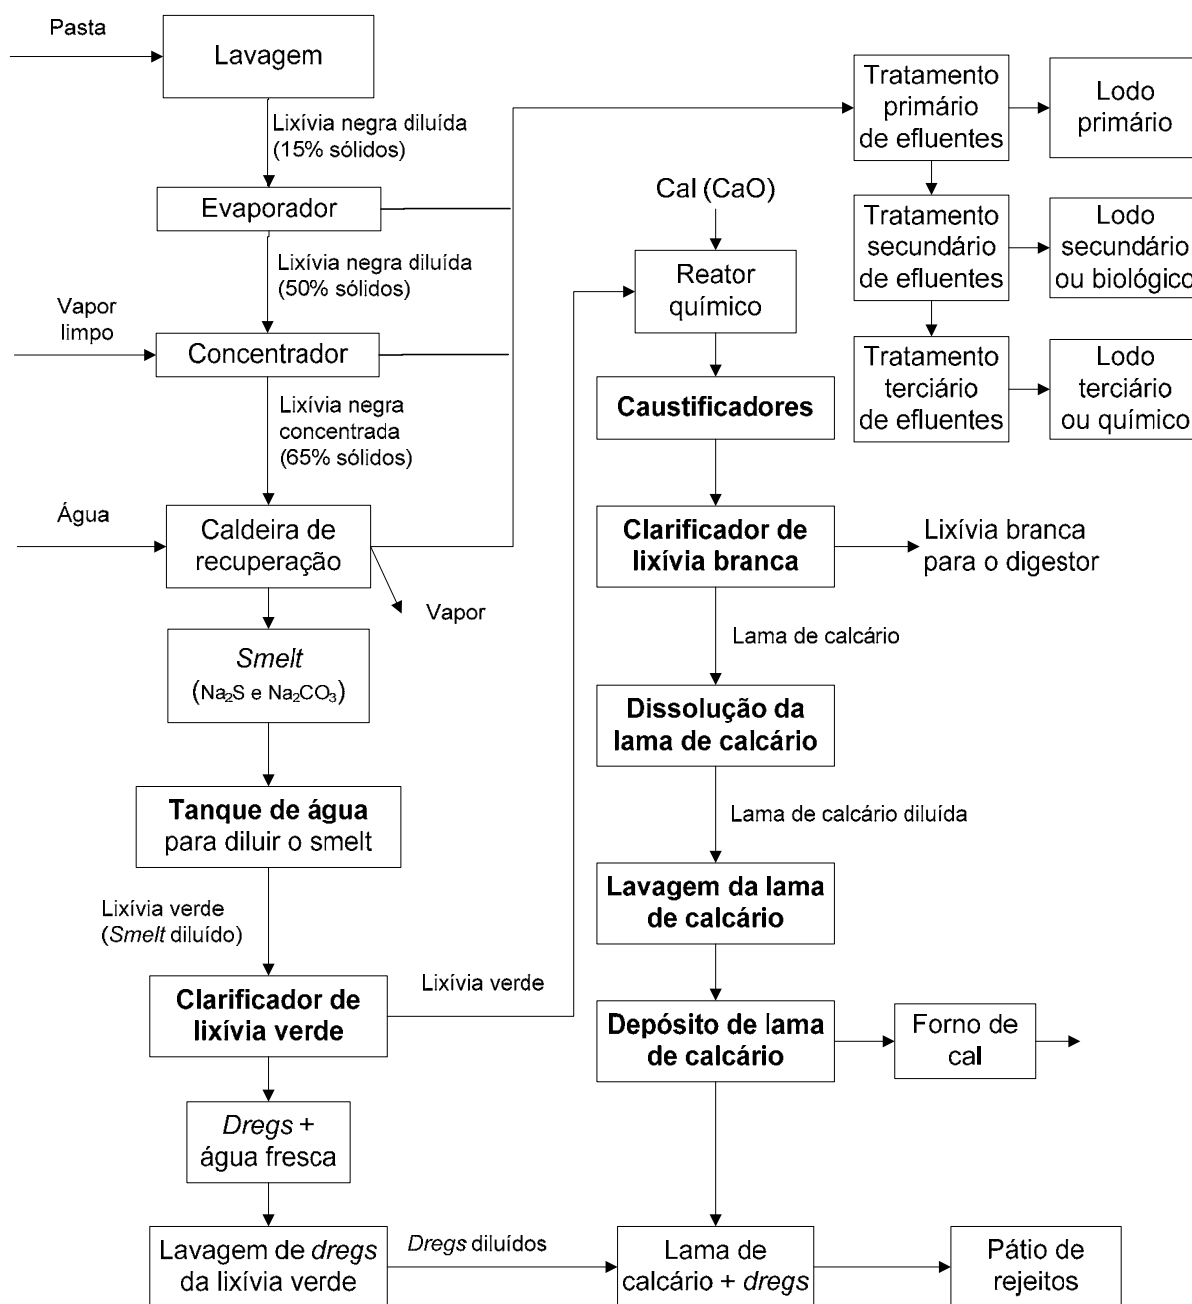 Pasta
Lavagem
Lixívia negra diluída
(15% sólidos)
Evaporador
Lixívia negra diluída
(50% sólidos)
Vapor
limpo
Concentrador
Lixívia negra
concentrada
(65% sólidos)
Água
Caldeira de
recuperação
Vapor
Smelt
(Na₂S e Na₂CO₃)
Tanque de água
para diluir o smelt
Lixívia verde
(Smelt diluído)
Clarificador de
lixívia verde
Lixívia verde
Dregs +
água fresca
Lavagem de dregs
da lixívia verde
Dregs diluídos
Cal (CaO)
Reator
químico
Caustificadores
Clarificador de
lixívia branca
Lixívia branca
para o digestor
Lama de calcário
Dissolução da
lama de calcário
Lama de calcário diluída
Lavagem da lama
de calcário
Depósito de lama
de calcário
Forno de
cal
Lama de
calcário + dregs
Pátio de
rejeitos
Tratamento
primário
de efluentes
Lodo
primário
Tratamento
secundário
de efluentes
Lodo
secundário
ou biológico
Tratamento
terciário
de efluentes
Lodo
terciário
ou químico